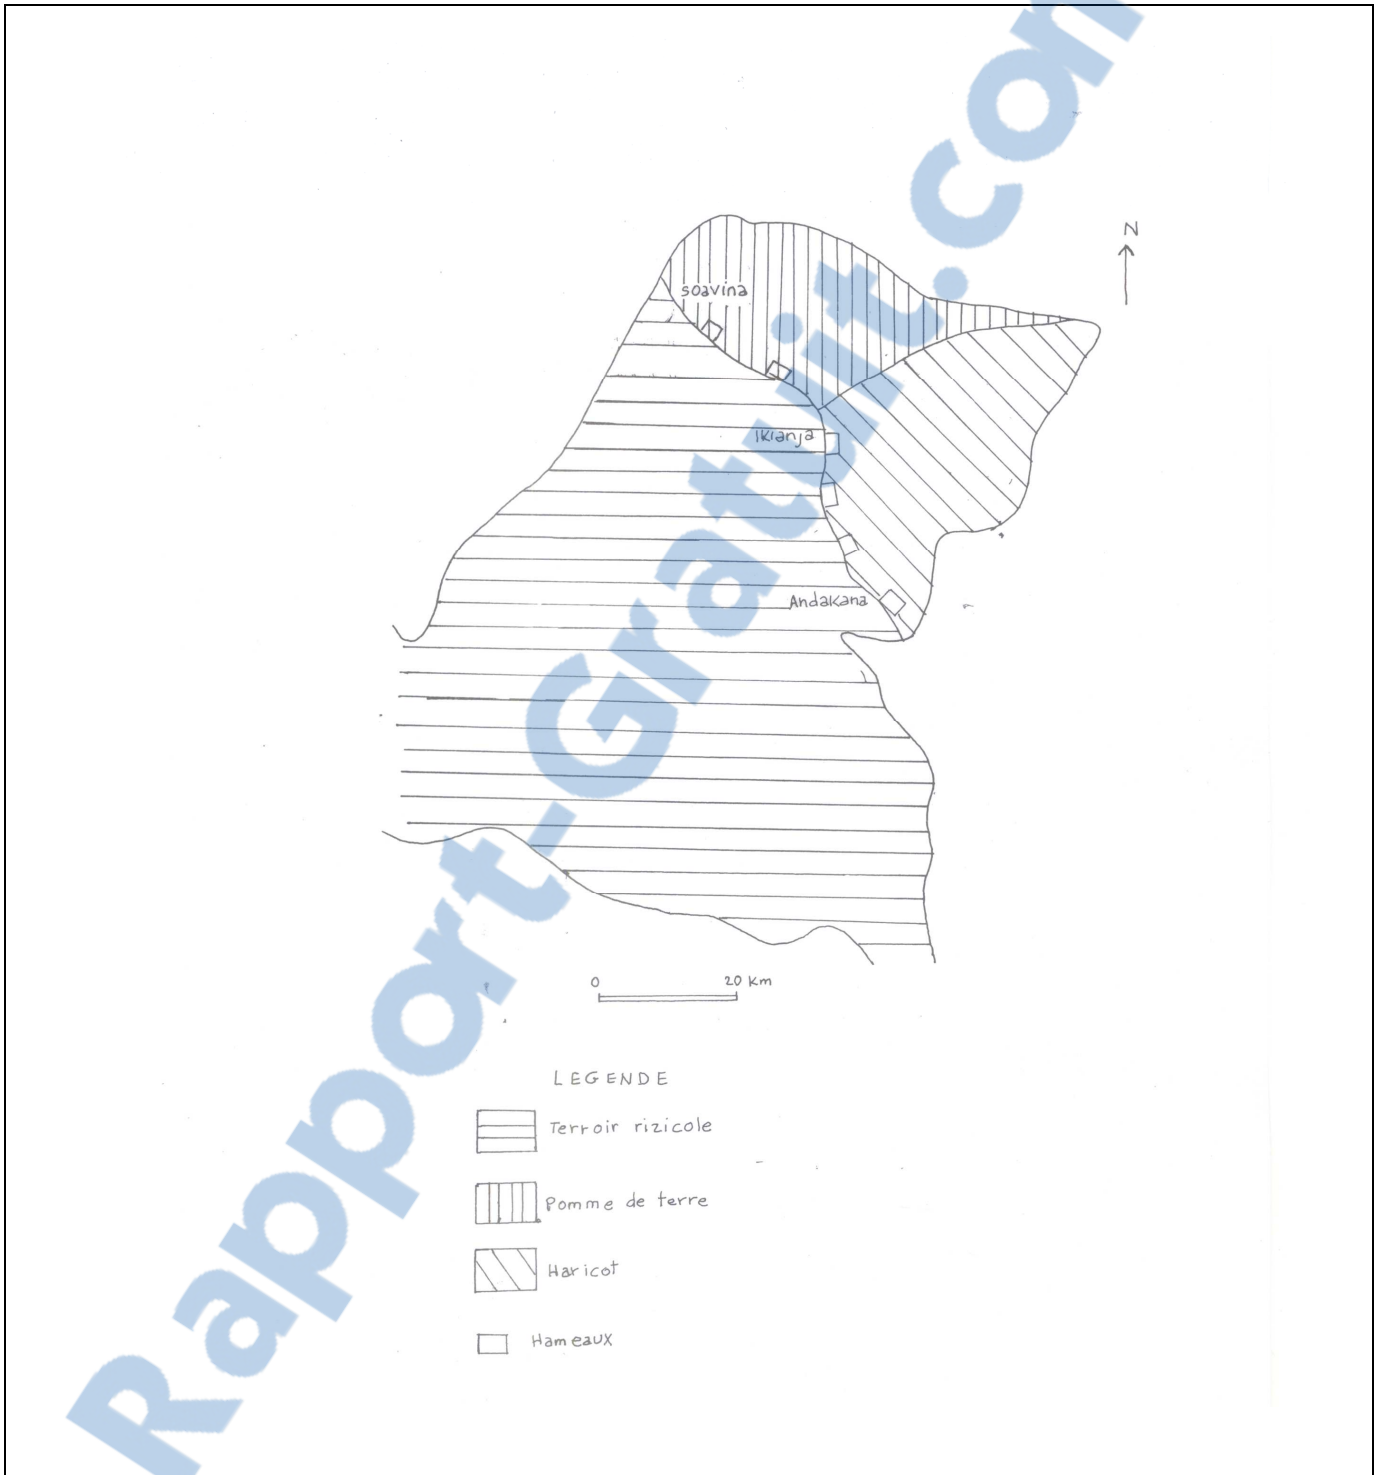 N
soavina
Ikianja
Andakana
0 20 Km
LEGENDE
Terroir rizicole
Pomme de terre
Haricot
Hameaux
Rapport-Gratuit.com